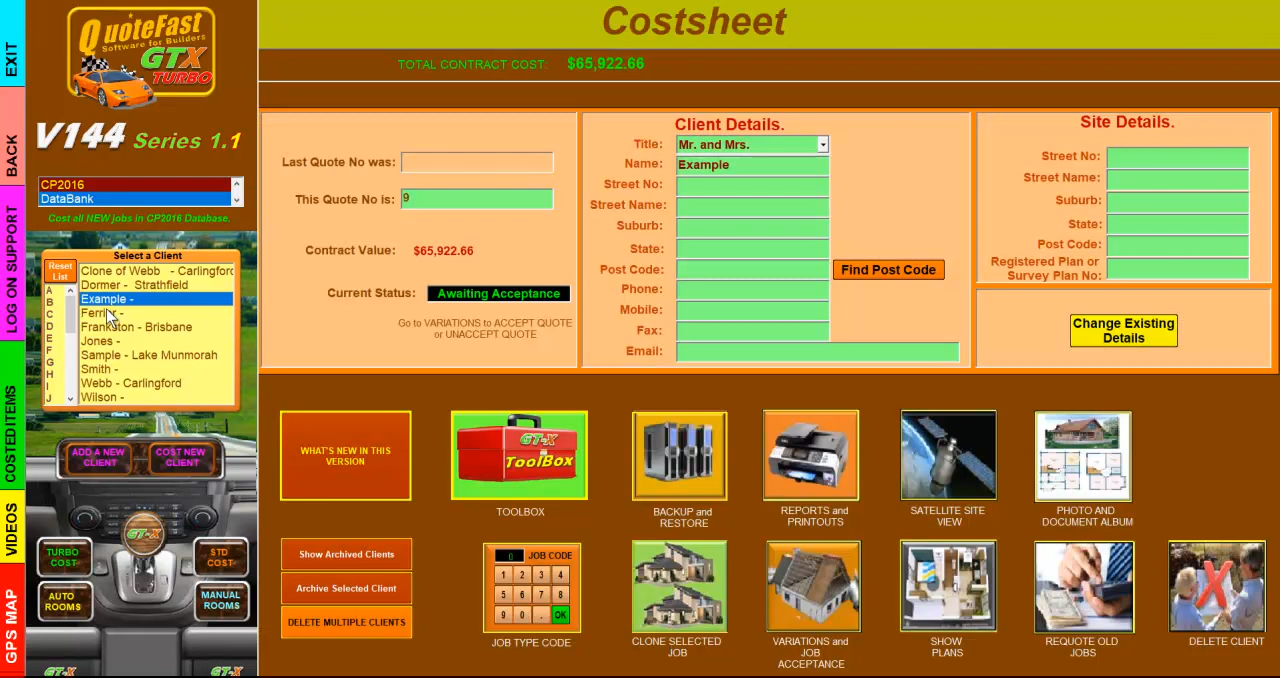 EXIT
BACK
LOG ON SUPPORT
COSTED ITEMS
VIDEOS
GPS MAP
QuoteFast
Software for Builders
GTX
TURBO
V144 Series 1.1
CP2016
DataBank
Cost all NEW Jobs in CP2016 Database.
Select a Client
Reset
List
A
B
C
D
E
F
G
H
I
J
Clone of Webb - Carlingford
Dormer - Strathfield
Example -
Frankston - Brisbane
Jones -
Sample - Lake Munmorah
Smith -
Webb - Carlingford
Wilson -
ADD A NEW
CLIENT
COST NEW
CLIENT
GT-X
TURBO
COST
STD
COST
AUTO
ROOMS
MANUAL
ROOMS
GT-X
GT-X
Costsheet
TOTAL CONTRACT COST: $65,922.66
Last Quote No was:
This Quote No is: 9
Contract Value: $65,922.66
Current Status: Awaiting Acceptance
Go to VARIATIONS to ACCEPT QUOTE
or UNACCEPT QUOTE
Client Details.
Title: Mr. and Mrs.
Name: Example
Street No:
Street Name:
Suburb:
State:
Post Code: Find Post Code
Phone:
Mobile:
Fax:
Email:
Site Details.
Street No:
Street Name:
Suburb:
State:
Post Code:
Registered Plan or
Survey Plan No:
Change Existing
Details
WHAT'S NEW IN THIS
VERSION
GT-X
ToolBox
TOOLBOX
BACKUP and
RESTORE
REPORTS and
PRINTOUTS
SATELLITE SITE
VIEW
PHOTO AND
DOCUMENT ALBUM
Show Archived Clients
Archive Selected Client
DELETE MULTIPLE CLIENTS
0 JOB CODE
1 2 3 4
5 6 7 8
9 0 . OK
JOB TYPE CODE
CLONE SELECTED
JOB
VARIATIONS and
JOB
ACCEPTANCE
SHOW
PLANS
REQUOTE OLD
JOBS
DELETE CLIENT